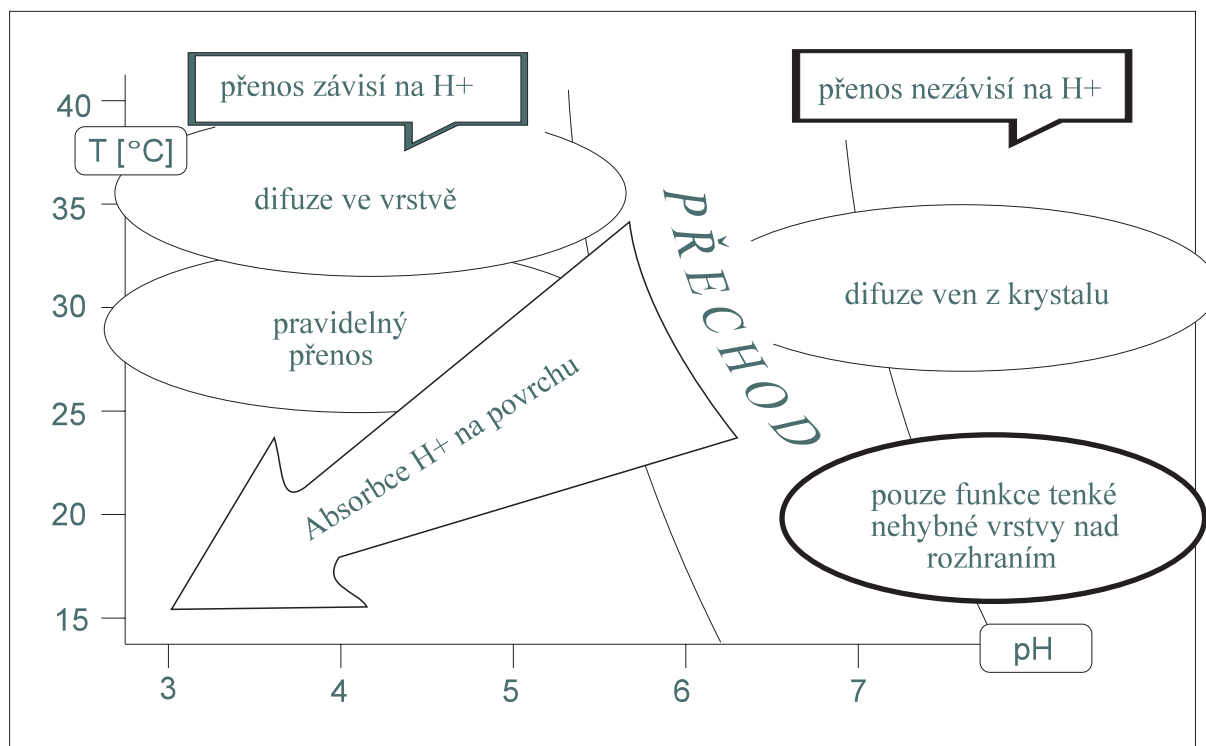 přenos závisí na H+
přenos nezávisí na H+
40
T [°C]
35
30
25
20
15
difuze ve vrstvě
pravidelný
přenos
Absorbce H+ na povrchu
PŘECHOD
difuze ven z krystalu
pouze funkce tenké
nehybné vrstvy nad
rozhraním
pH
3
4
5
6
7